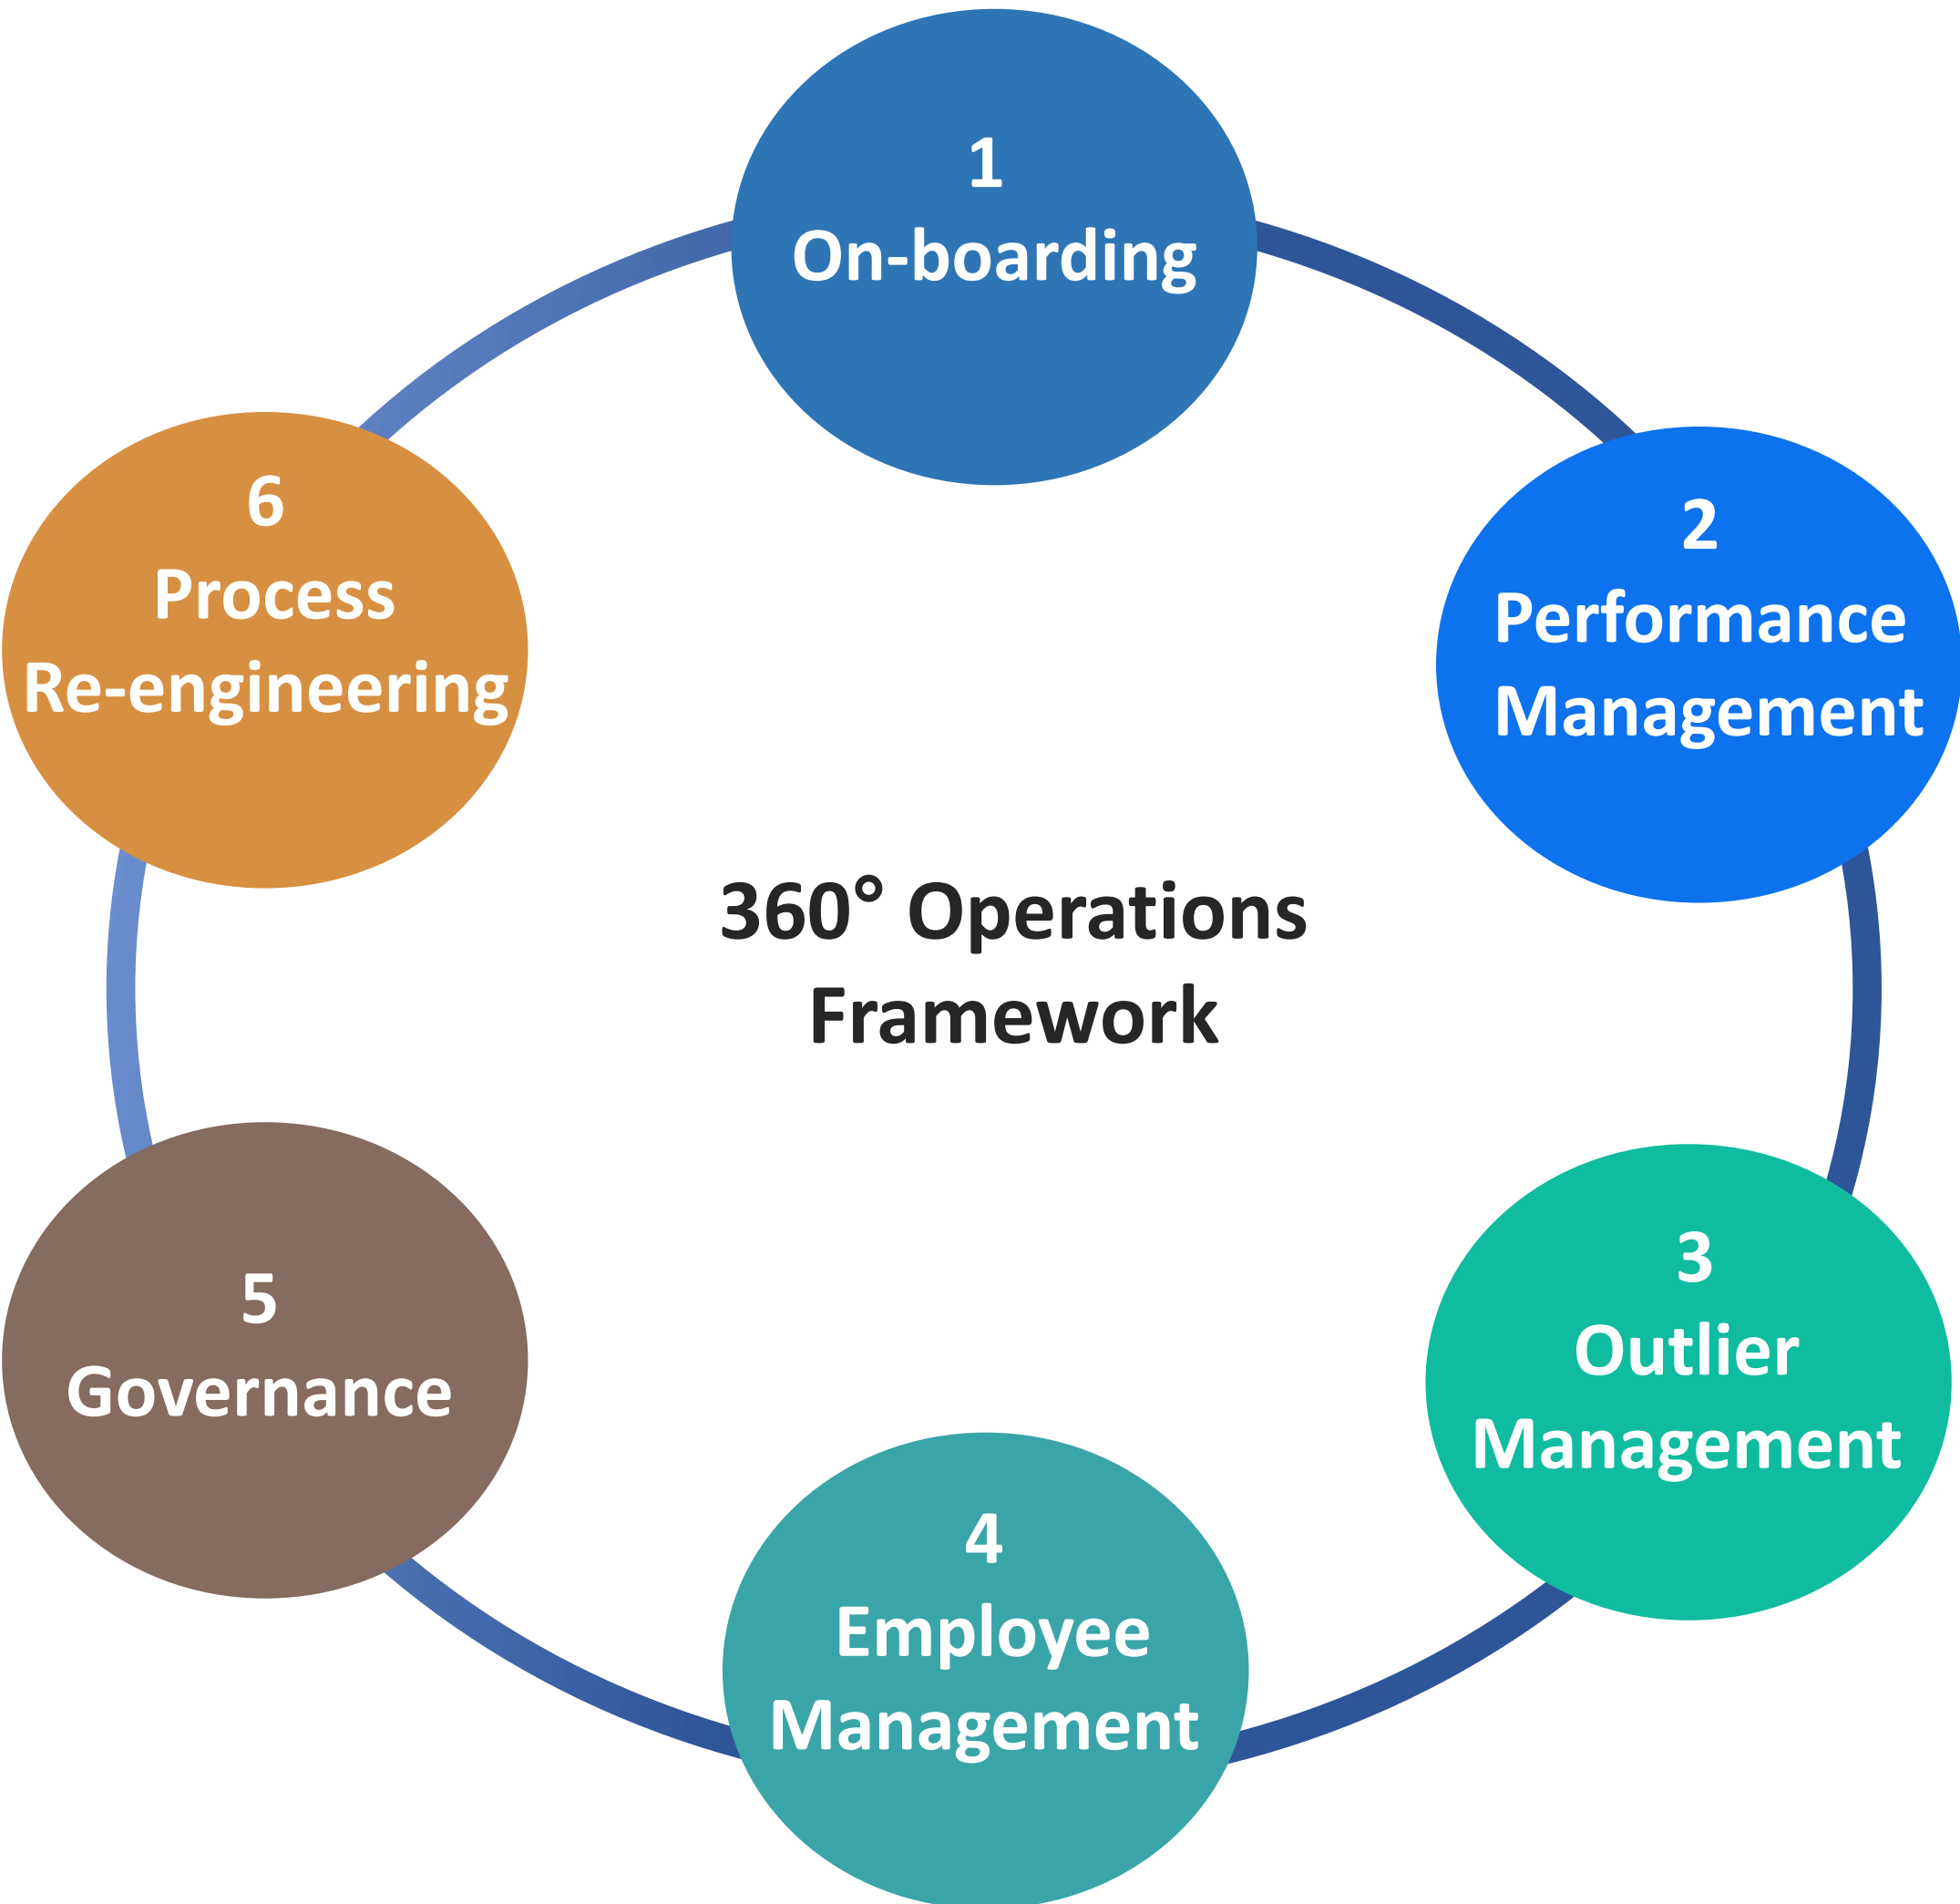 1
On-boarding
2
Performance
Management
3
Outlier
Management
4
Employee
Management
5
Governance
6
Process
Re-engineering
360° Operations
Framework